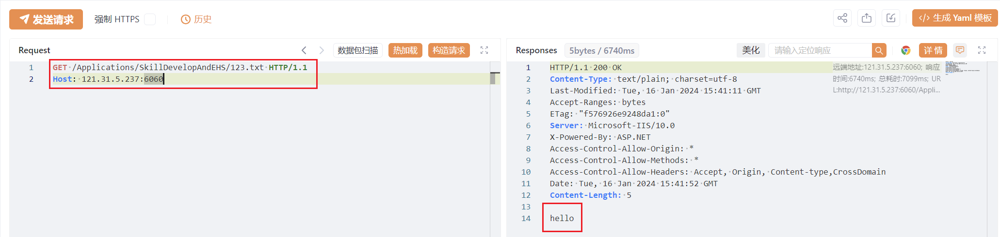 发送请求 强制 HTTPS 历史 </> 生成 Yaml 模板
Request 数据包扫描 热加载 构造请求
1 GET /Applications/SkillDevelopAndEHS/123.txt HTTP/1.1
2 Host: 121.31.5.237:6060
Responses 5bytes / 6740ms 美化 请输入定位响应 详情
1 HTTP/1.1 200 OK
2 Content-Type: text/plain; charset=utf-8
3 Last-Modified: Tue, 16 Jan 2024 15:41:11 GMT
4 Accept-Ranges: bytes
5 ETag: "f576926e9248da1:0"
6 Server: Microsoft-IIS/10.0
7 X-Powered-By: ASP.NET
8 Access-Control-Allow-Origin: *
9 Access-Control-Allow-Methods: *
10 Access-Control-Allow-Headers: Accept, Origin, Content-type,CrossDomain
11 Date: Tue, 16 Jan 2024 15:41:52 GMT
12 Content-Length: 5
13
14 hello
远端地址:121.31.5.237:6060; 响应
时间:6740ms; 总耗时:7099ms; UR
L:http://121.31.5.237:6060/Appli...